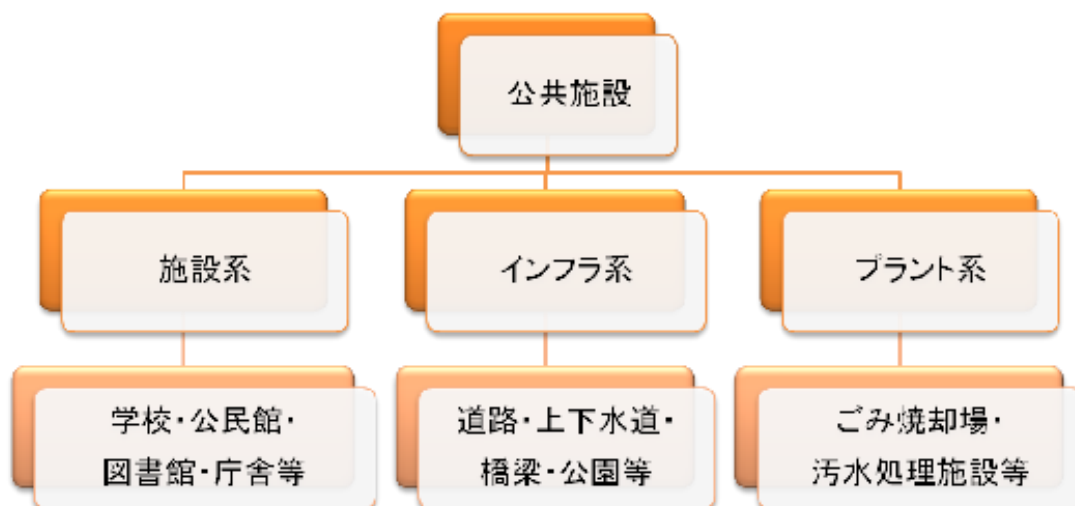 公共施設
施設系
インフラ系
プラント系
学校・公民館・
図書館・庁舎等
道路・上下水道・
橋梁・公園等
ごみ焼却場・
汚水処理施設等